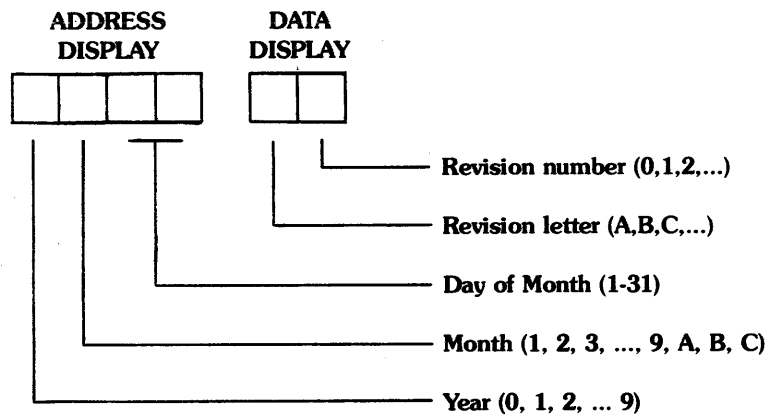 ADDRESS DISPLAY
DATA DISPLAY
Revision number (0,1,2,...)
Revision letter (A,B,C,...)
Day of Month (1-31)
Month (1, 2, 3, ..., 9, A, B, C)
Year (0, 1, 2, ... 9)